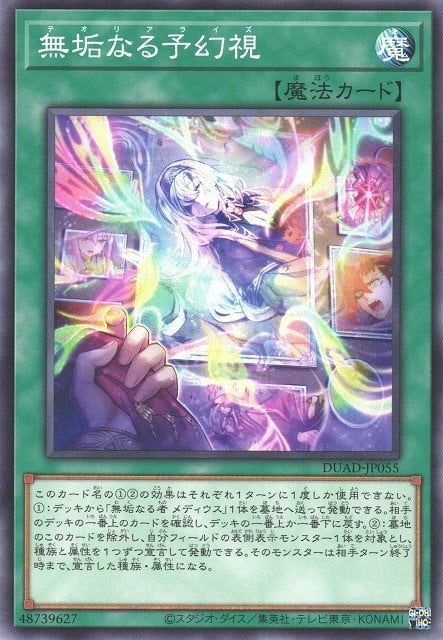 テオリアライズ
無垢なる予幻視
魔
【魔法カード】
DUAD-JP055
このカード名の①②の効果はそれぞれ1ターンに1度しか使用できない。
①：デッキから「無垢なる者 メディウス」1体を墓地へ送って発動できる。相手
のデッキの一番上のカードを確認し、デッキの一番上か一番下に戻す。②：墓地
のこのカードを除外し、自分フィールドの表側表示モンスター1体を対象とし、
種族と属性を1つずつ宣言して発動できる。そのモンスターは相手ターン終了
時まで、宣言した種族・属性になる。
48739627
©スタジオ・ダイス／集英社・テレビ東京・KONAMI